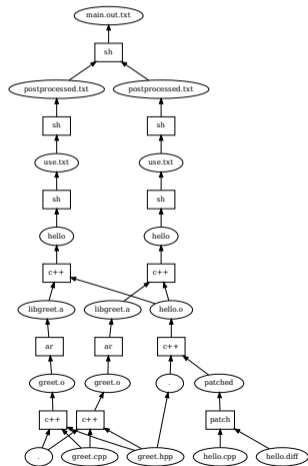 main.out.txt
sh
postprocessed.txt postprocessed.txt
sh sh
use.txt use.txt
sh sh
hello hello
c++ c++
libgreet.a libgreet.a hello.o
ar ar c++
greet.o greet.o . patched
c++ c++ patch
. greet.cpp greet.hpp hello.cpp hello.diff